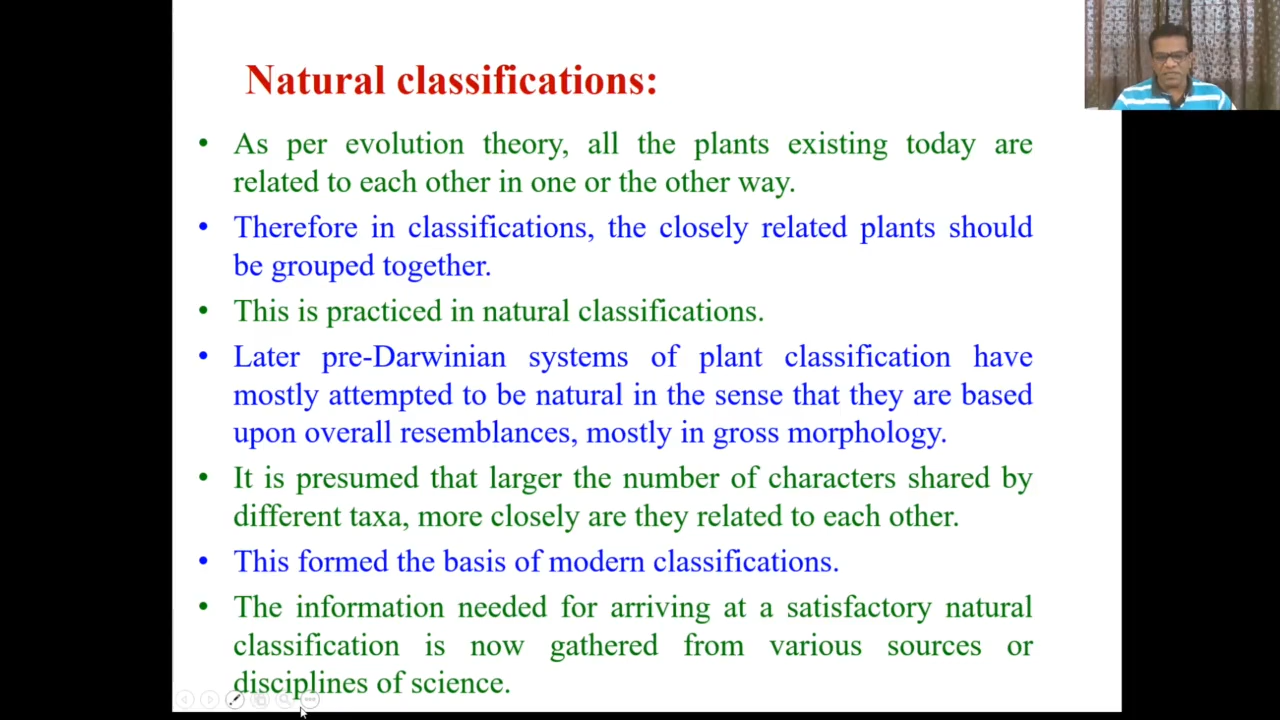 Natural classifications:
• As per evolution theory, all the plants existing today are
related to each other in one or the other way.
• Therefore in classifications, the closely related plants should
be grouped together.
• This is practiced in natural classifications.
• Later pre-Darwinian systems of plant classification have
mostly attempted to be natural in the sense that they are based
upon overall resemblances, mostly in gross morphology.
• It is presumed that larger the number of characters shared by
different taxa, more closely are they related to each other.
• This formed the basis of modern classifications.
• The information needed for arriving at a satisfactory natural
classification is now gathered from various sources or
disciplines of science.